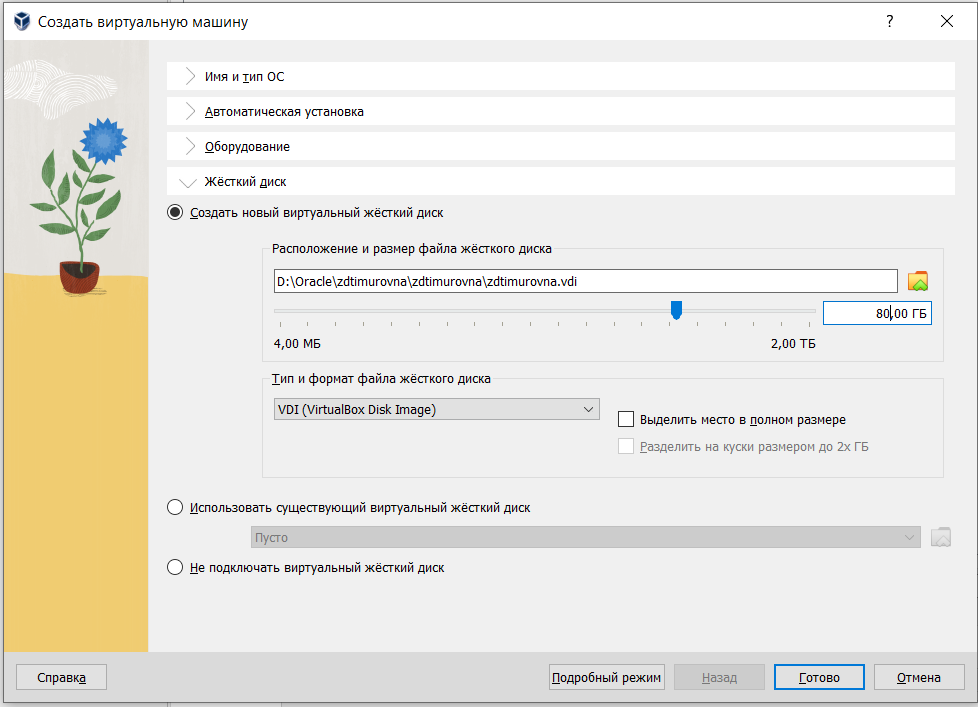 Создать виртуальную машину
?
Имя и тип ОС
Автоматическая установка
Оборудование
Жёсткий диск
Создать новый виртуальный жёсткий диск
Расположение и размер файла жёсткого диска
D:\Oracle\zdtimurovna\zdtimurovna\zdtimurovna.vdi
80,00 ГБ
4,00 МБ 2,00 ТБ
Тип и формат файла жёсткого диска
VDI (VirtualBox Disk Image)
Выделить место в полном размере
Разделить на куски размером до 2х ГБ
Использовать существующий виртуальный жёсткий диск
Пусто
Не подключать виртуальный жёсткий диск
Справка Подробный режим Назад Готово Отмена